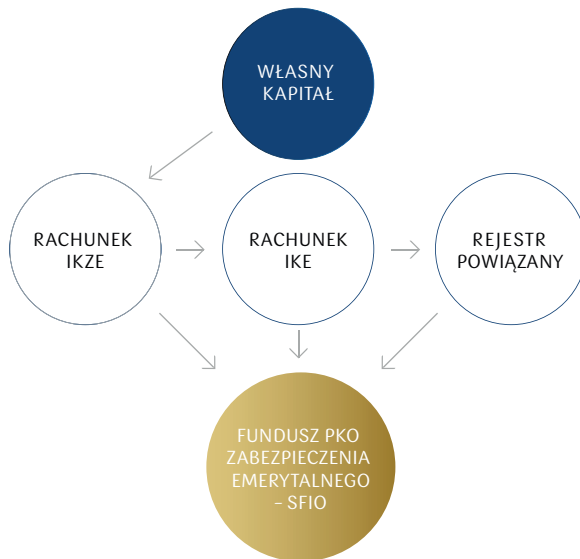 WŁASNY
KAPITAŁ
RACHUNEK
IKZE
RACHUNEK
IKE
REJESTR
POWIĄZANY
FUNDUSZ PKO
ZABEZPIECZENIA
EMERYTALNEGO
– SFIO